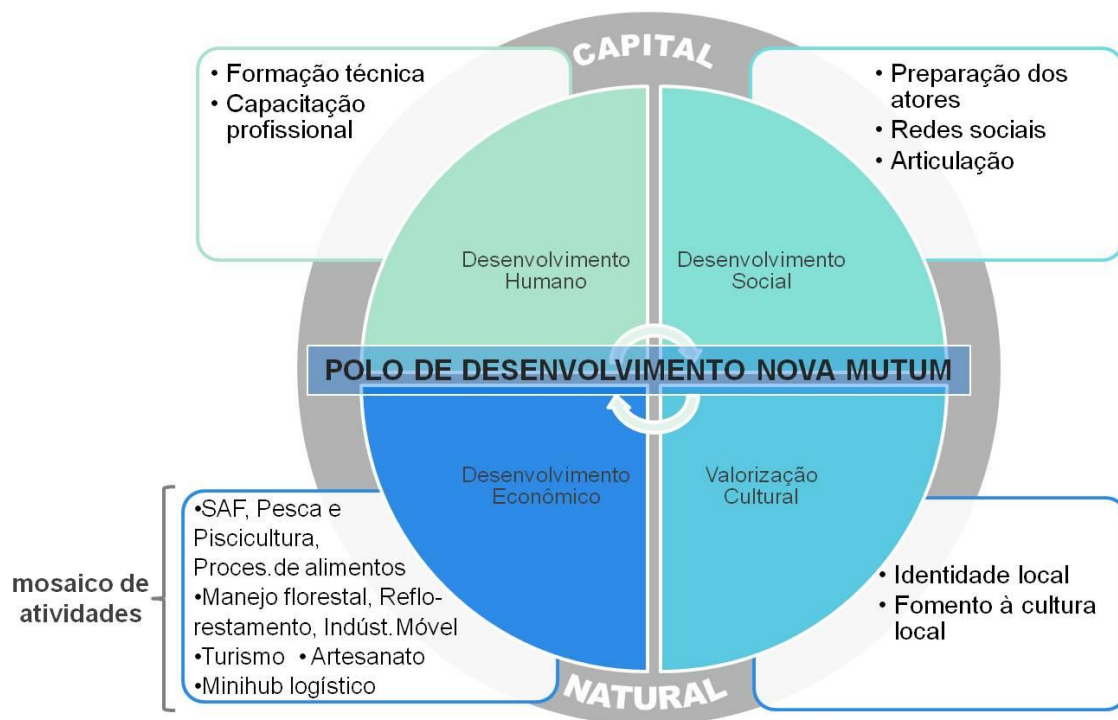 CAPITAL
• Formação técnica
• Capacitação
profissional
• Preparação dos
atores
• Redes sociais
• Articulação
Desenvolvimento
Humano
Desenvolvimento
Social
POLO DE DESENVOLVIMENTO NOVA MUTUM
Desenvolvimento
Econômico
Valorização
Cultural
mosaico de
atividades
•SAF, Pesca e
Piscicultura,
Proces.de alimentos
•Manejo florestal, Reflo-
restamento, Indúst.Móvel
•Turismo • Artesanato
•Minihub logístico
• Identidade local
• Fomento à cultura
local
NATURAL